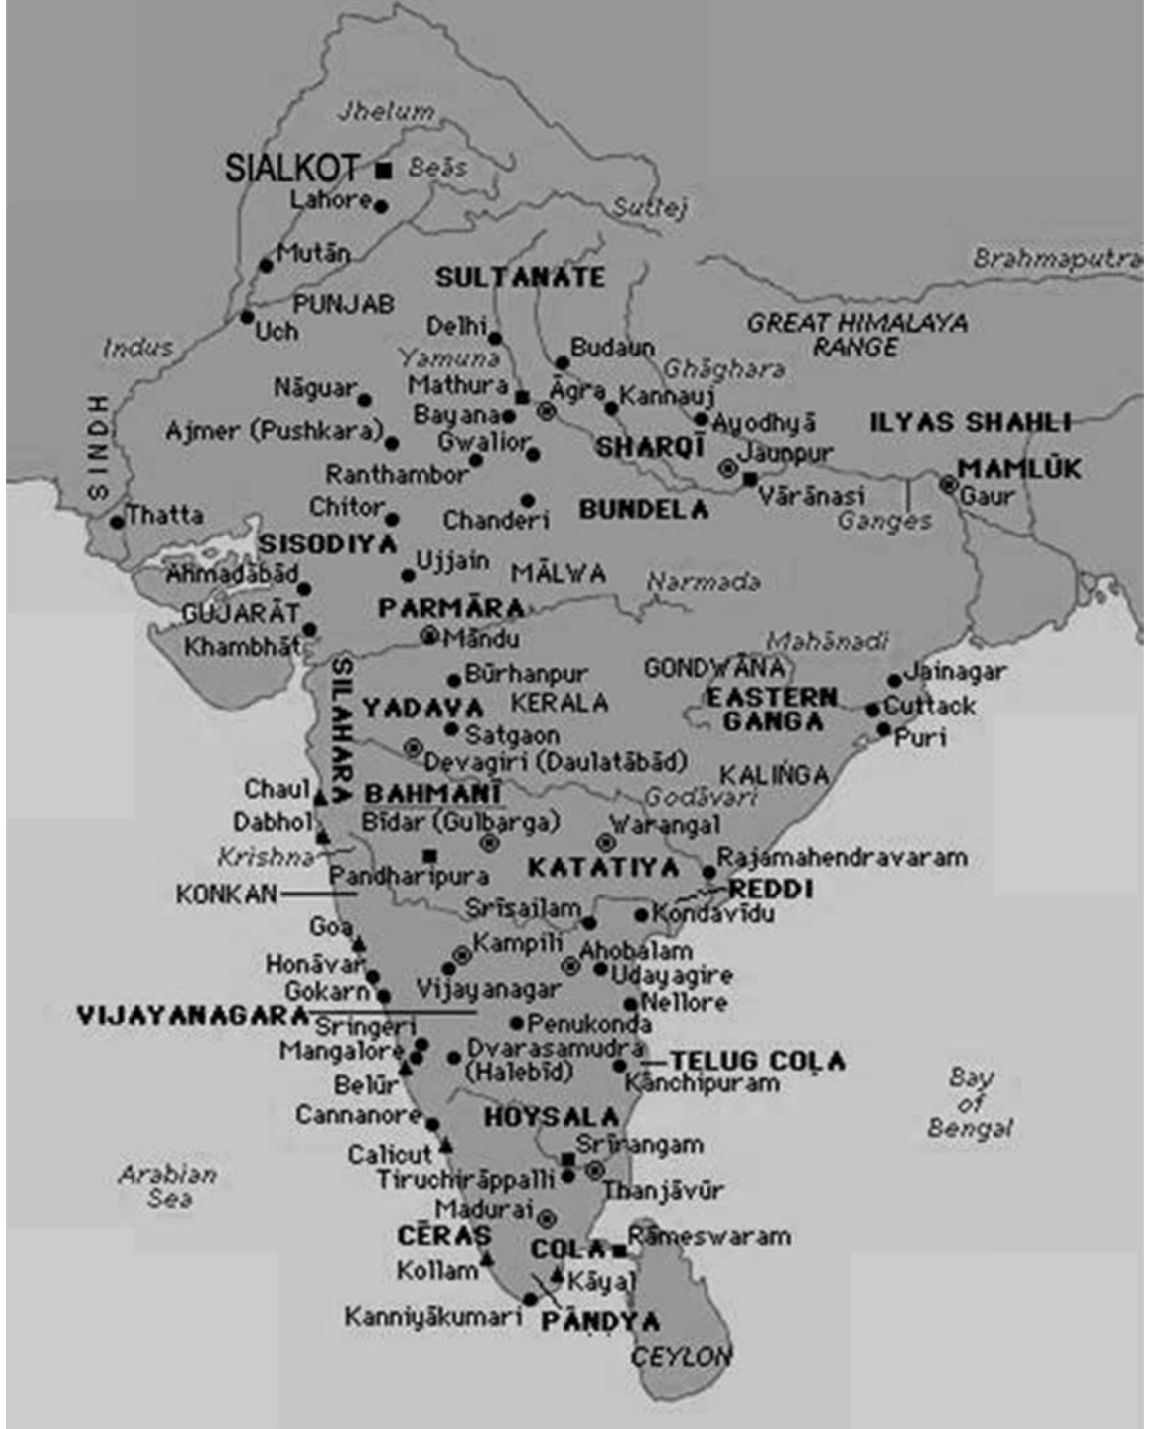 Jhelum
SIALKOT
Beās
Lahore
Sutlej
Mutān
Brahmaputra
SULTANATE
PUNJAB
Uch
Delhi
GREAT HIMALAYA
RANGE
Indus
Budaun
Yamuna
Ghāghara
Nāguar
Mathura
Āgra
Kannauj
SINDH
Bayana
Ayodhyā
ILYAS SHAHLI
Ajmer (Pushkara)
Gwalior
SHARQĪ
Jaunpur
Ranthambor
MAMLŪK
Vārānasi
Gaur
Thatta
Chitor
Chanderi
BUNDELA
Ganges
SISODIYA
Ujjain
Ahmadābād
MĀLWA
Narmada
GUJARĀT
PARMĀRA
Khambhāt
Māndu
Mahānadi
SILAHARA
Būrhanpur
GONDWĀNA
Jainagar
YADAVA
KERALA
EASTERN
GANGA
Cuttack
Satgaon
Puri
Devagiri (Daulatābād)
KALIṄGA
Chaul
BAHMANĪ
Godāvari
Dabhol
Bīdar (Gulbarga)
Warangal
Krishna
Pandharipura
KATATIYA
Rajamahendravaram
KONKAN
REDDI
Srīsailam
Kondavīdu
Goa
Kampili
Ahobalam
Honāvar
Udayagire
Gokarn
Vijayanagar
Nellore
VIJAYANAGARA
Sringeri
Penukonda
Mangalore
Dvarasamudra
(Halebīd)
TELUG COḶA
Belūr
Kānchipuram
Bay
of
Bengal
Cannanore
HOYSALA
Calicut
Srīrangam
Arabian
Sea
Tiruchirāppalli
Thanjāvūr
Madurai
CĒRAS
COLA
Rāmeswaram
Kollam
Kāyal
Kanniyākumari
PĀNDYA
CEYLON